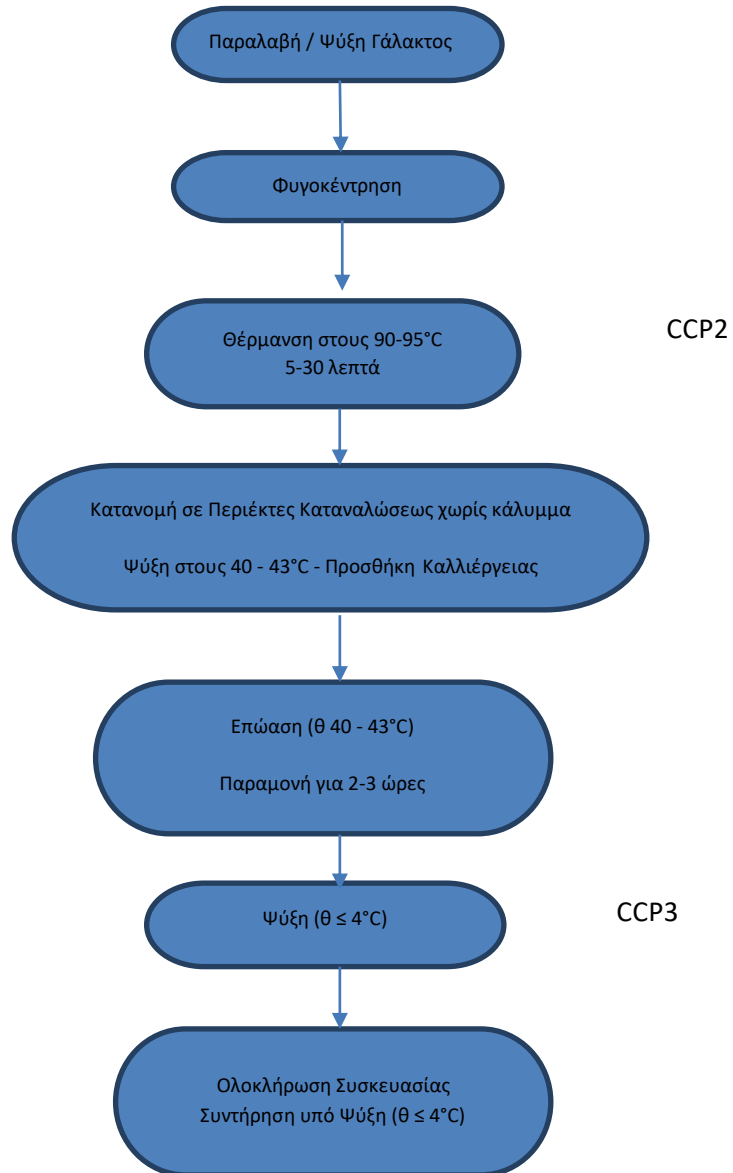 Παραλαβή / Ψύξη Γάλακτος
Φυγοκέντρηση
Θέρμανση στους 90-95°C
5-30 λεπτά
CCP2
Κατανομή σε Περιέκτες Καταναλώσεως χωρίς κάλυμμα
Ψύξη στους 40 - 43°C - Προσθήκη Καλλιέργειας
Επώαση (θ 40 - 43°C)
Παραμονή για 2-3 ώρες
Ψύξη (θ ≤ 4°C)
CCP3
Ολοκλήρωση Συσκευασίας
Συντήρηση υπό Ψύξη (θ ≤ 4°C)